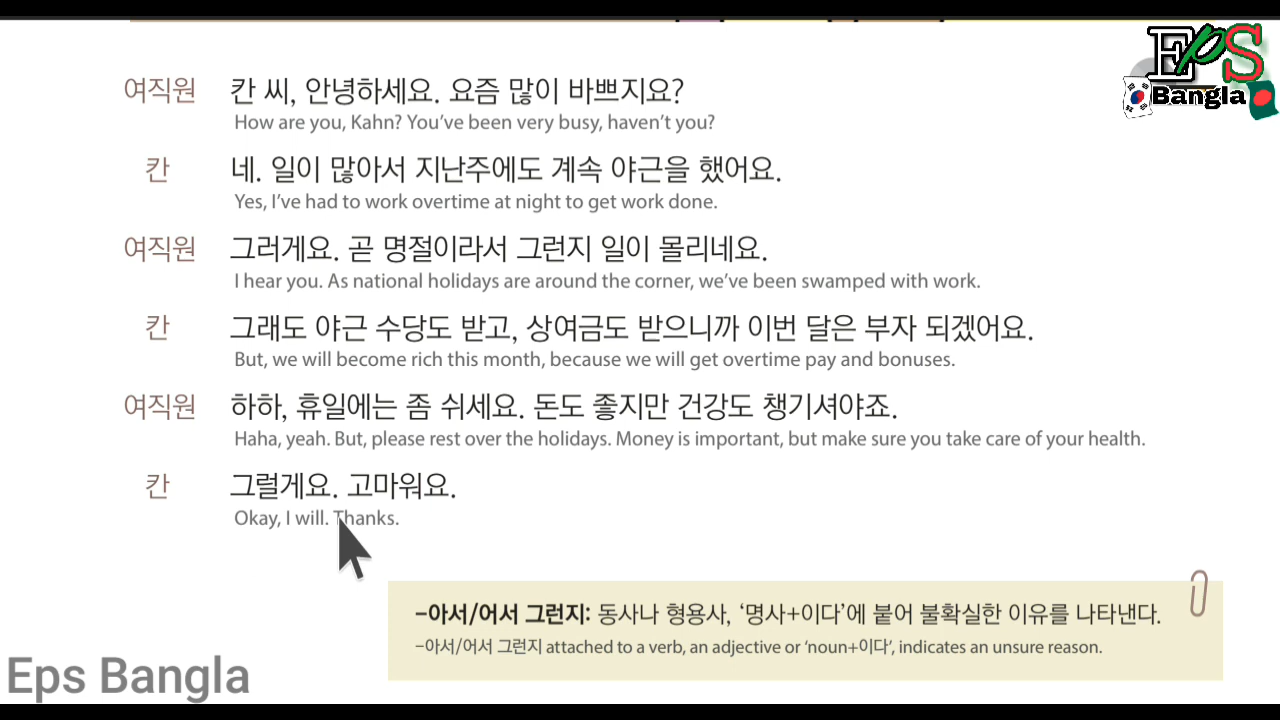 EpS
Bangla
여직원 칸 씨, 안녕하세요. 요즘 많이 바쁘지요?
How are you, Kahn? You've been very busy, haven't you?
칸 네. 일이 많아서 지난주에도 계속 야근을 했어요.
Yes, I've had to work overtime at night to get work done.
여직원 그러게요. 곧 명절이라서 그런지 일이 몰리네요.
I hear you. As national holidays are around the corner, we've been swamped with work.
칸 그래도 야근 수당도 받고, 상여금도 받으니까 이번 달은 부자 되겠어요.
But, we will become rich this month, because we will get overtime pay and bonuses.
여직원 하하, 휴일에는 좀 쉬세요. 돈도 좋지만 건강도 챙기셔야죠.
Haha, yeah. But, please rest over the holidays. Money is important, but make sure you take care of your health.
칸 그럴게요. 고마워요.
Okay, I will. Thanks.
–아서/어서 그런지: 동사나 형용사, ‘명사+이다’에 붙어 불확실한 이유를 나타낸다.
–아서/어서 그런지 attached to a verb, an adjective or ‘noun+이다’, indicates an unsure reason.
Eps Bangla